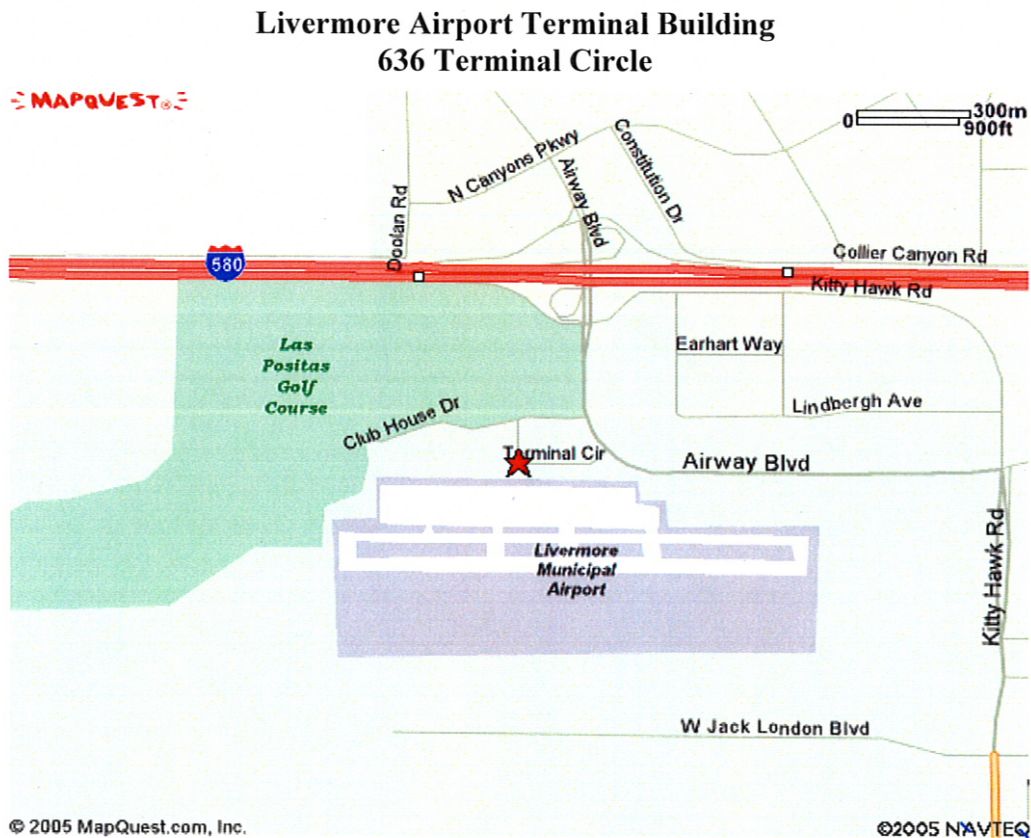 Livermore Airport Terminal Building
636 Terminal Circle
MAPQUEST®
0
300m
900ft
N Canyons Pkwy
Constitution Dr
Airway Blvd
Doolan Rd
580
Collier Canyon Rd
Kitty Hawk Rd
Earhart Way
Las
Positas
Golf
Course
Lindbergh Ave
Club House Dr
Terminal Cir
Airway Blvd
Livermore
Municipal
Airport
Kitty Hawk Rd
W Jack London Blvd
© 2005 MapQuest.com, Inc.
©2005 NAVTEQ